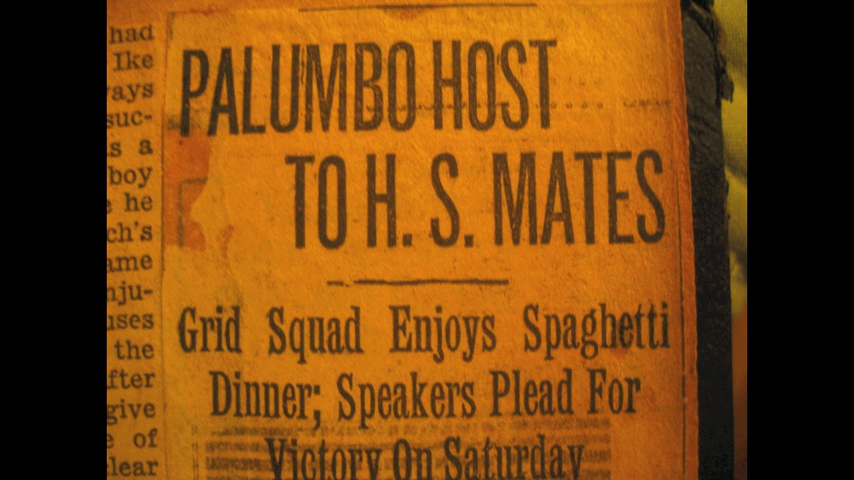 had
Ike
ays
suc-
s a
boy
he
ch's
ame
nju-
uses
the
fter
give
e of
lear
PALUMBO HOST
TO H. S. MATES
Grid Squad Enjoys Spaghetti
Dinner; Speakers Plead For
Victory On Saturday